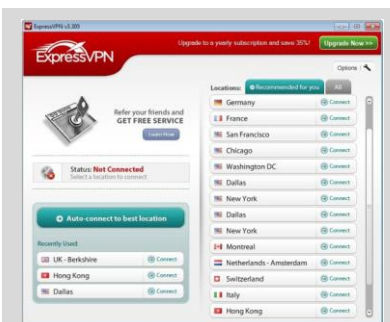 ExpressVPN v3.309
Upgrade to a yearly subscription and save 35%!
Upgrade Now >>
ExpressVPN
Options
Refer your friends and
GET FREE SERVICE
Learn How
Status: Not Connected
Select a location to connect
Auto-connect to best location
Recently Used
UK - Berkshire Connect
Hong Kong Connect
Dallas Connect
Locations: Recommended for you All
Germany Connect
France Connect
San Francisco Connect
Chicago Connect
Washington DC Connect
Dallas Connect
New York Connect
Dallas Connect
New York Connect
Montreal Connect
Netherlands - Amsterdam Connect
Switzerland Connect
Italy Connect
Hong Kong Connect